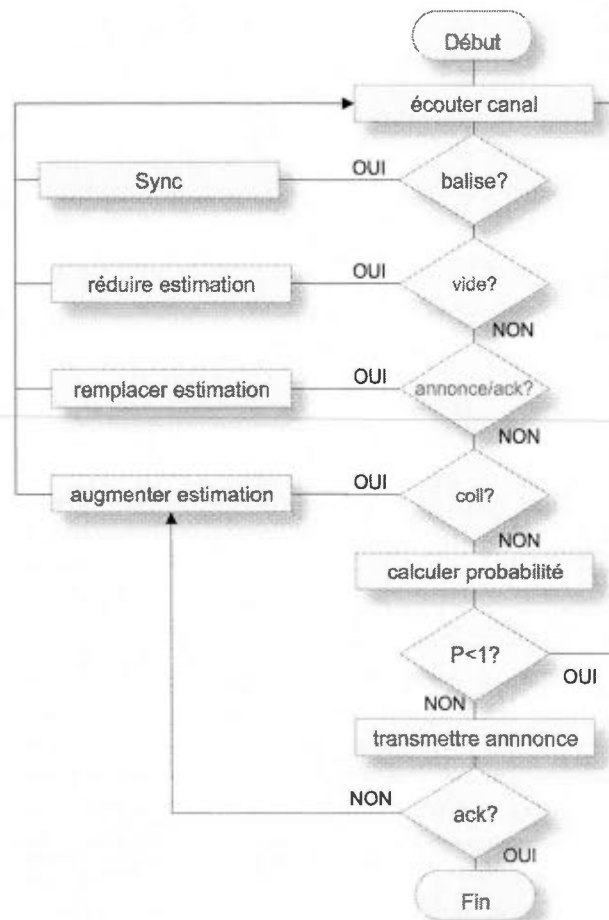 Début
écouter canal
OUI
Sync
balise?
OUI
réduire estimation
vide?
NON
OUI
remplacer estimation
annonce/ack?
NON
OUI
augmenter estimation
coll?
NON
calculer probabilité
P<1?
OUI
NON
transmettre annnonce
NON
ack?
OUI
Fin